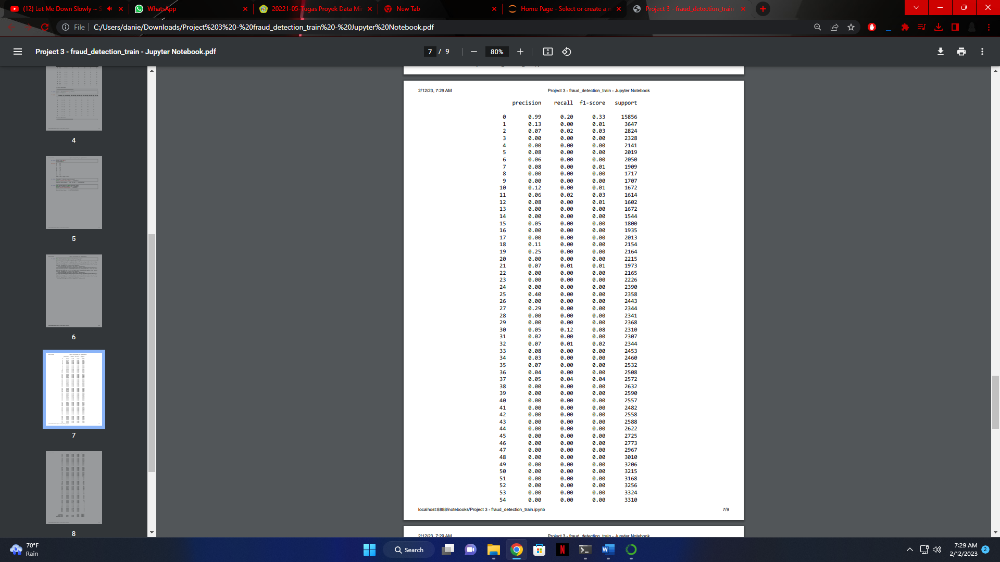 (12) Let Me Down Slowly ~ S
WhatsApp
20221-05-Tugas Proyek Data Mi
New Tab
Home Page - Select or create a n
Project 3 - fraud_detection_train
File
C:/Users/danie/Downloads/Project%203%20-%20fraud_detection_train%20-%20Jupyter%20Notebook.pdf
Project 3 - fraud_detection_train - Jupyter Notebook.pdf
7 / 9
80%
4
5
6
7
8
2/12/23, 7:29 AM Project 3 - fraud_detection_train - Jupyter Notebook
precision recall f1-score support
0 0.99 0.20 0.33 15856
1 0.13 0.00 0.01 3647
2 0.07 0.02 0.03 2824
3 0.00 0.00 0.00 2328
4 0.00 0.00 0.00 2141
5 0.08 0.00 0.00 2019
6 0.06 0.00 0.00 2050
7 0.08 0.00 0.01 1909
8 0.00 0.00 0.00 1717
9 0.00 0.00 0.00 1707
10 0.12 0.00 0.01 1672
11 0.06 0.02 0.03 1614
12 0.08 0.00 0.01 1602
13 0.00 0.00 0.00 1672
14 0.00 0.00 0.00 1544
15 0.05 0.00 0.00 1800
16 0.00 0.00 0.00 1935
17 0.00 0.00 0.00 2013
18 0.11 0.00 0.00 2154
19 0.25 0.00 0.00 2164
20 0.00 0.00 0.00 2215
21 0.07 0.01 0.01 1973
22 0.00 0.00 0.00 2165
23 0.00 0.00 0.00 2226
24 0.00 0.00 0.00 2390
25 0.40 0.00 0.00 2358
26 0.00 0.00 0.00 2443
27 0.29 0.00 0.00 2344
28 0.00 0.00 0.00 2341
29 0.00 0.00 0.00 2368
30 0.05 0.12 0.08 2310
31 0.02 0.00 0.00 2307
32 0.07 0.01 0.02 2344
33 0.08 0.00 0.00 2453
34 0.03 0.00 0.00 2460
35 0.07 0.00 0.00 2532
36 0.04 0.00 0.00 2508
37 0.05 0.04 0.04 2572
38 0.00 0.00 0.00 2632
39 0.00 0.00 0.00 2590
40 0.00 0.00 0.00 2557
41 0.00 0.00 0.00 2482
42 0.00 0.00 0.00 2558
43 0.00 0.00 0.00 2588
44 0.00 0.00 0.00 2622
45 0.00 0.00 0.00 2725
46 0.00 0.00 0.00 2773
47 0.00 0.00 0.00 2967
48 0.00 0.00 0.00 3010
49 0.00 0.00 0.00 3206
50 0.00 0.00 0.00 3215
51 0.00 0.00 0.00 3168
52 0.00 0.00 0.00 3256
53 0.00 0.00 0.00 3324
54 0.00 0.00 0.00 3310
localhost:8888/notebooks/Project 3 - fraud_detection_train.ipynb 7/9
2/12/23, 7:29 AM Project 3 - fraud_detection_train - Jupyter Notebook
70°F
Rain
Search
7:29 AM
2/12/2023
2